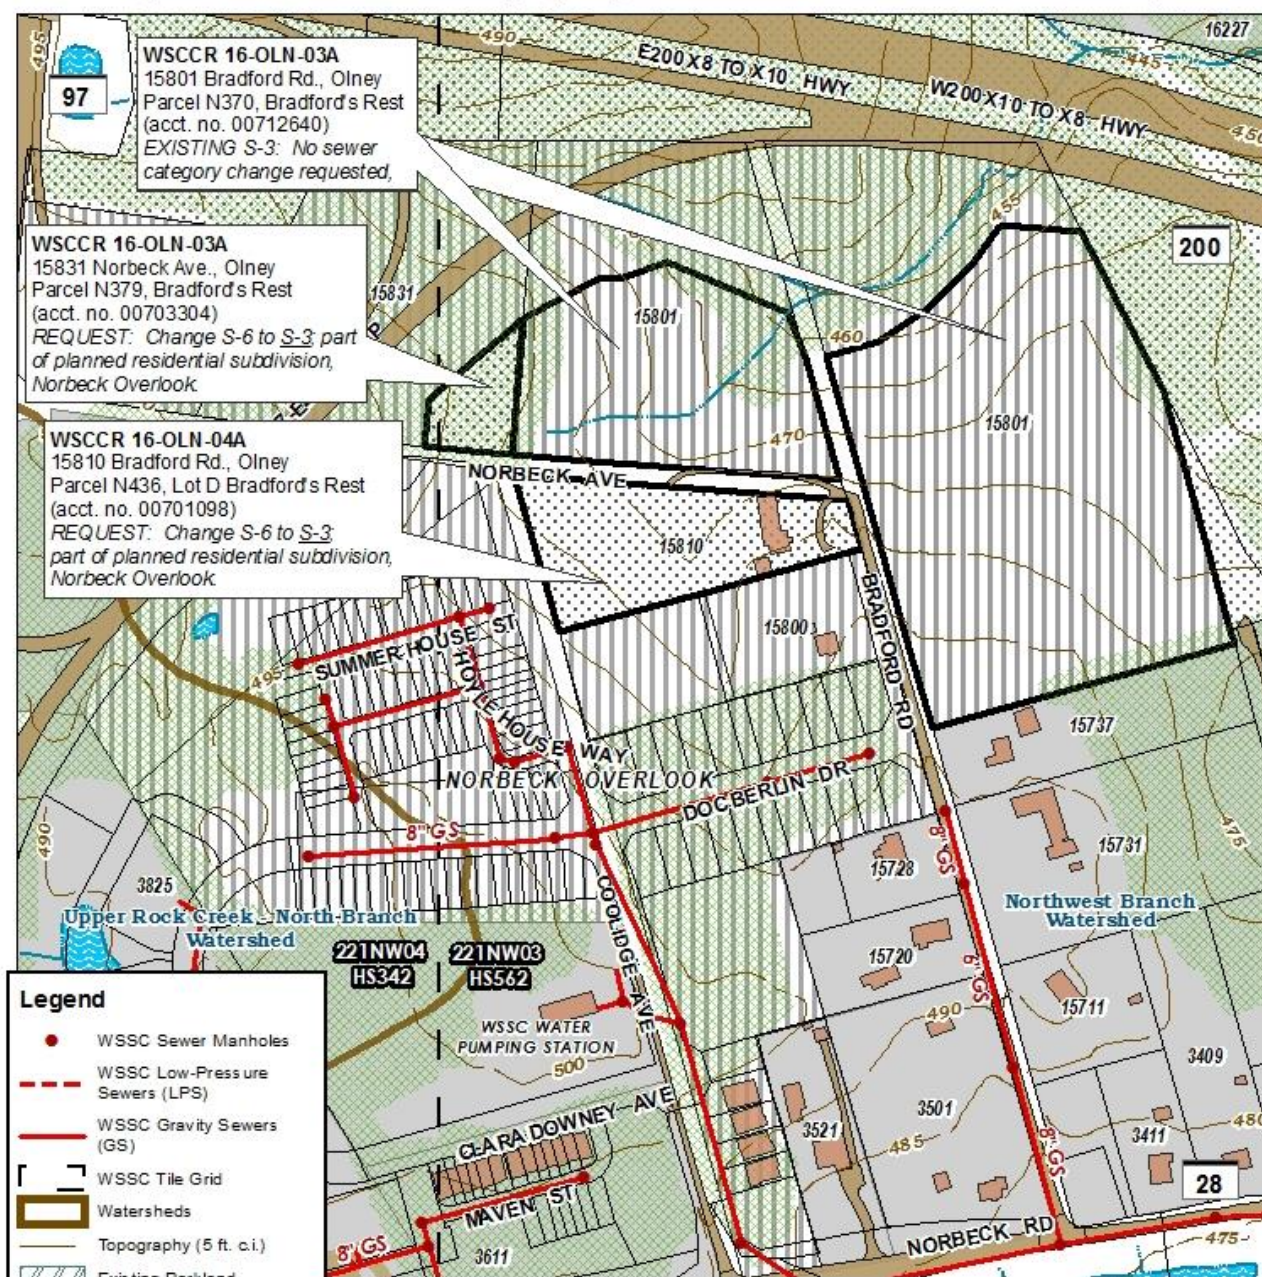 495
490
E200 X8 TO X10 HWY
W200 X10 TO X8 HWY
16227
445
450
97
WSCCR 16-OLN-03A
15801 Bradford Rd., Olney
Parcel N370, Bradford's Rest
(acct. no. 00712640)
EXISTING S-3: No sewer
category change requested,
455
200
WSCCR 16-OLN-03A
15831 Norbeck Ave., Olney
Parcel N379, Bradford's Rest
(acct. no. 00703304)
REQUEST: Change S-6 to S-3; part
of planned residential subdivision,
Norbeck Overlook.
15831
15801
460
15801
470
WSCCR 16-OLN-04A
15810 Bradford Rd., Olney
Parcel N436, Lot D Bradford's Rest
(acct. no. 00701098)
REQUEST: Change S-6 to S-3;
part of planned residential subdivision,
Norbeck Overlook.
NORBECK AVE
15810
BRADFORD RD
15800
SUMMER HOUSE ST
495
HOYLE HOUSE WAY
NORBECK OVERLOOK
DOC BERLIN DR
15737
8" GS
490
8" GS
15728
15731
475
3825
Upper Rock Creek - North Branch
Watershed
COOLIDGE AVE
Northwest Branch
Watershed
221NW04
HS342
221NW03
HS562
15720
8" GS
15711
490
WSSC WATER
PUMPING STATION
500
3409
CLARA DOWNEY AVE
3521
3501
485
8" GS
3411
480
28
MAVEN ST
8" GS
3611
NORBECK RD
475
Legend
WSSC Sewer Manholes
WSSC Low-Pressure
Sewers (LPS)
WSSC Gravity Sewers
(GS)
WSSC Tile Grid
Watersheds
Topography (5 ft. c.i.)
Existing Parkland